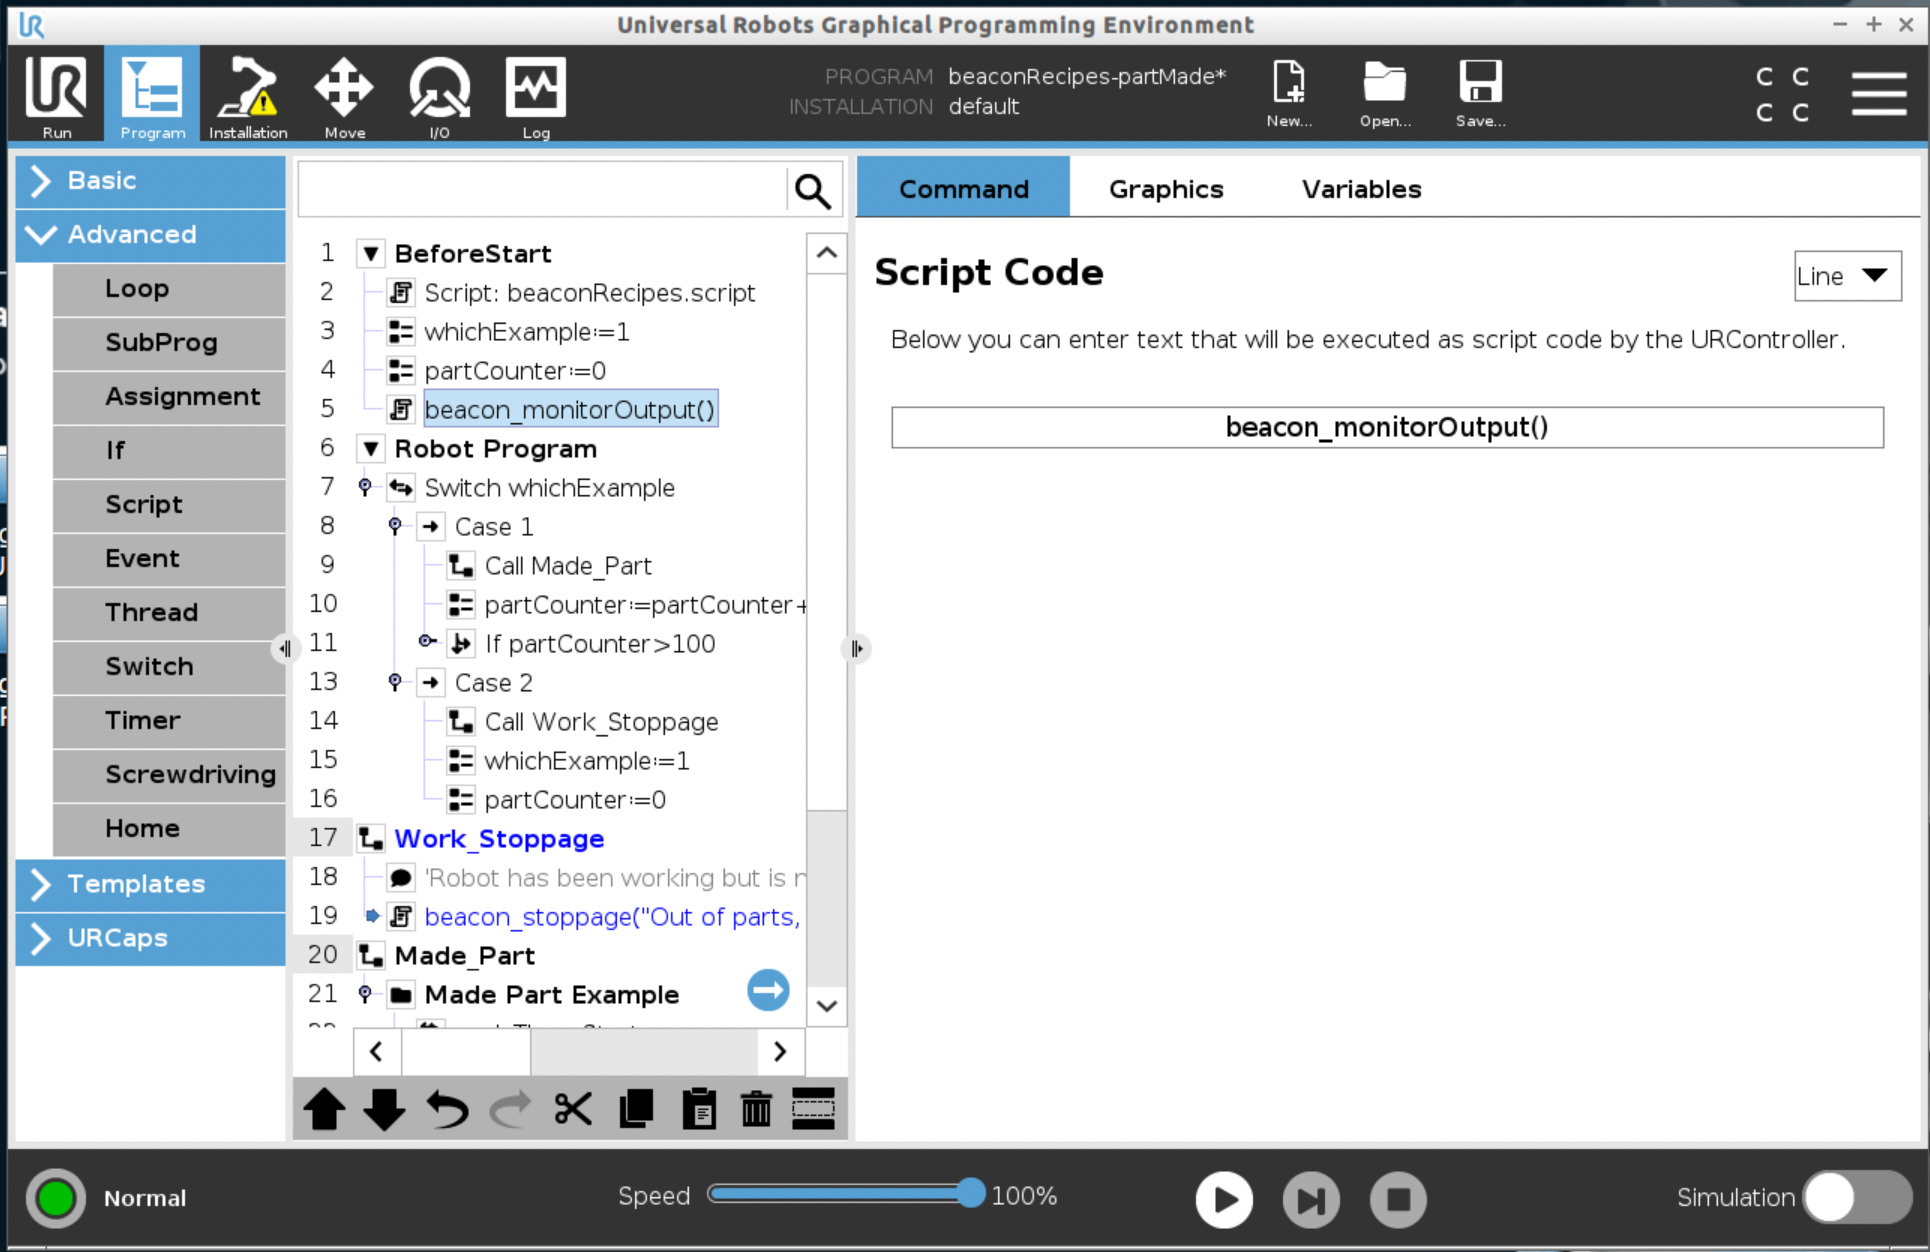 Universal Robots Graphical Programming Environment
UR
Run
Program
Installation
Move
I/O
Log
PROGRAM beaconRecipes-partMade*
INSTALLATION default
New...
Open...
Save...
C C
C C
Basic
Advanced
Loop
SubProg
Assignment
If
Script
Event
Thread
Switch
Timer
Screwdriving
Home
Templates
URCaps
1 BeforeStart
2 Script: beaconRecipes.script
3 whichExample:=1
4 partCounter:=0
5 beacon_monitorOutput()
6 Robot Program
7 Switch whichExample
8 Case 1
9 Call Made_Part
10 partCounter:=partCounter+
11 If partCounter>100
13 Case 2
14 Call Work_Stoppage
15 whichExample:=1
16 partCounter:=0
17 Work_Stoppage
18 'Robot has been working but is
19 beacon_stoppage("Out of parts,
20 Made_Part
21 Made Part Example
Command Graphics Variables
Script Code
Line
Below you can enter text that will be executed as script code by the URController.
beacon_monitorOutput()
Normal
Speed 100%
Simulation